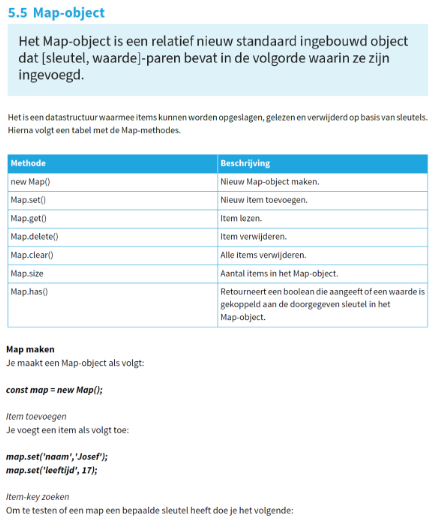 5.5 Map-object
Het Map-object is een relatief nieuw standaard ingebouwd object
dat [sleutel, waarde]-paren bevat in de volgorde waarin ze zijn
ingevoegd.
Het is een datastructuur waarmee items kunnen worden opgeslagen, gelezen en verwijderd op basis van sleutels.
Hierna volgt een tabel met de Map-methodes.
Methode Beschrijving
new Map() Nieuw Map-object maken.
Map.set() Nieuw item toevoegen.
Map.get() Item lezen.
Map.delete() Item verwijderen.
Map.clear() Alle items verwijderen.
Map.size Aantal items in het Map-object.
Map.has() Retourneert een boolean die aangeeft of een waarde is
gekoppeld aan de doorgegeven sleutel in het
Map-object.
Map maken
Je maakt een Map-object als volgt:
const map = new Map();
Item toevoegen
Je voegt een item als volgt toe:
map.set('naam','Josef');
map.set('leeftijd', 17);
Item-key zoeken
Om te testen of een map een bepaalde sleutel heeft doe je het volgende: